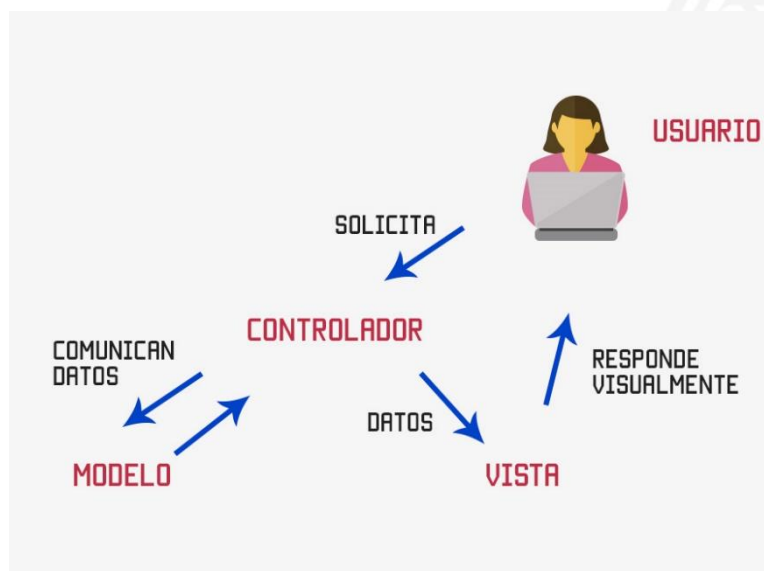 USUARIO
SOLICITA
CONTROLADOR
COMUNICAN
DATOS
RESPONDE
VISUALMENTE
DATOS
MODELO
VISTA